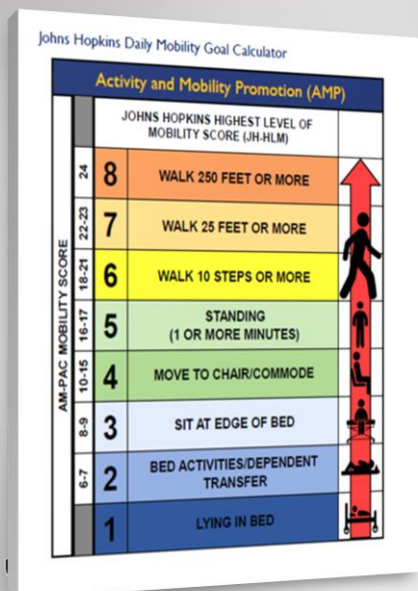 Johns Hopkins Daily Mobility Goal Calculator
Activity and Mobility Promotion (AMP)
JOHNS HOPKINS HIGHEST LEVEL OF
MOBILITY SCORE (JH-HLM)
AM-PAC MOBILITY SCORE
24
8
WALK 250 FEET OR MORE
22-23
7
WALK 25 FEET OR MORE
18-21
6
WALK 10 STEPS OR MORE
16-17
5
STANDING
(1 OR MORE MINUTES)
10-15
4
MOVE TO CHAIR/COMMODE
8-9
3
SIT AT EDGE OF BED
6-7
2
BED ACTIVITIES/DEPENDENT
TRANSFER
1
LYING IN BED